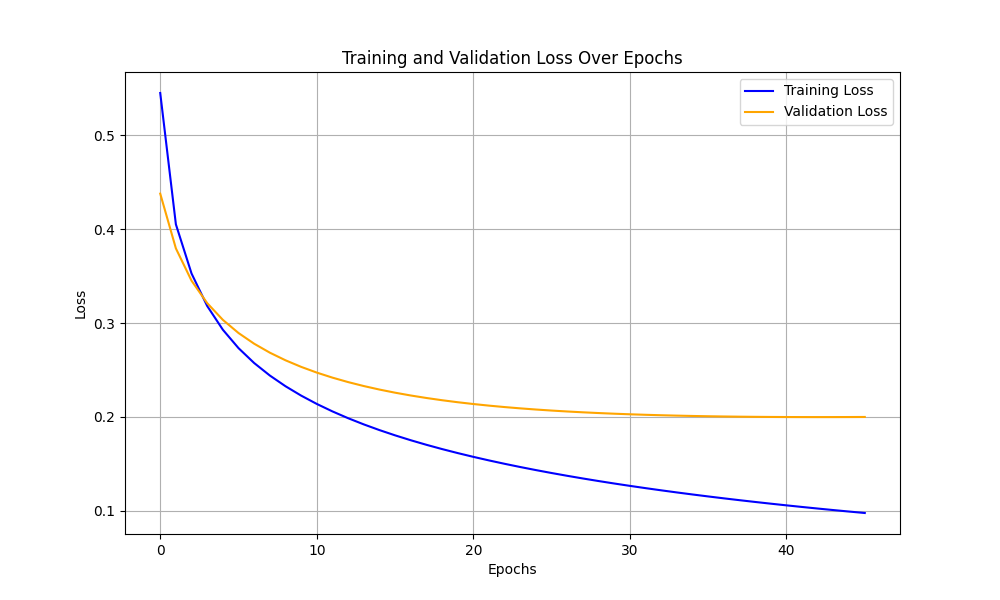 Training and Validation Loss Over Epochs
Training Loss
Validation Loss
0.5
0.4
0.3
0.2
0.1
Loss
0 10 20 30 40
Epochs